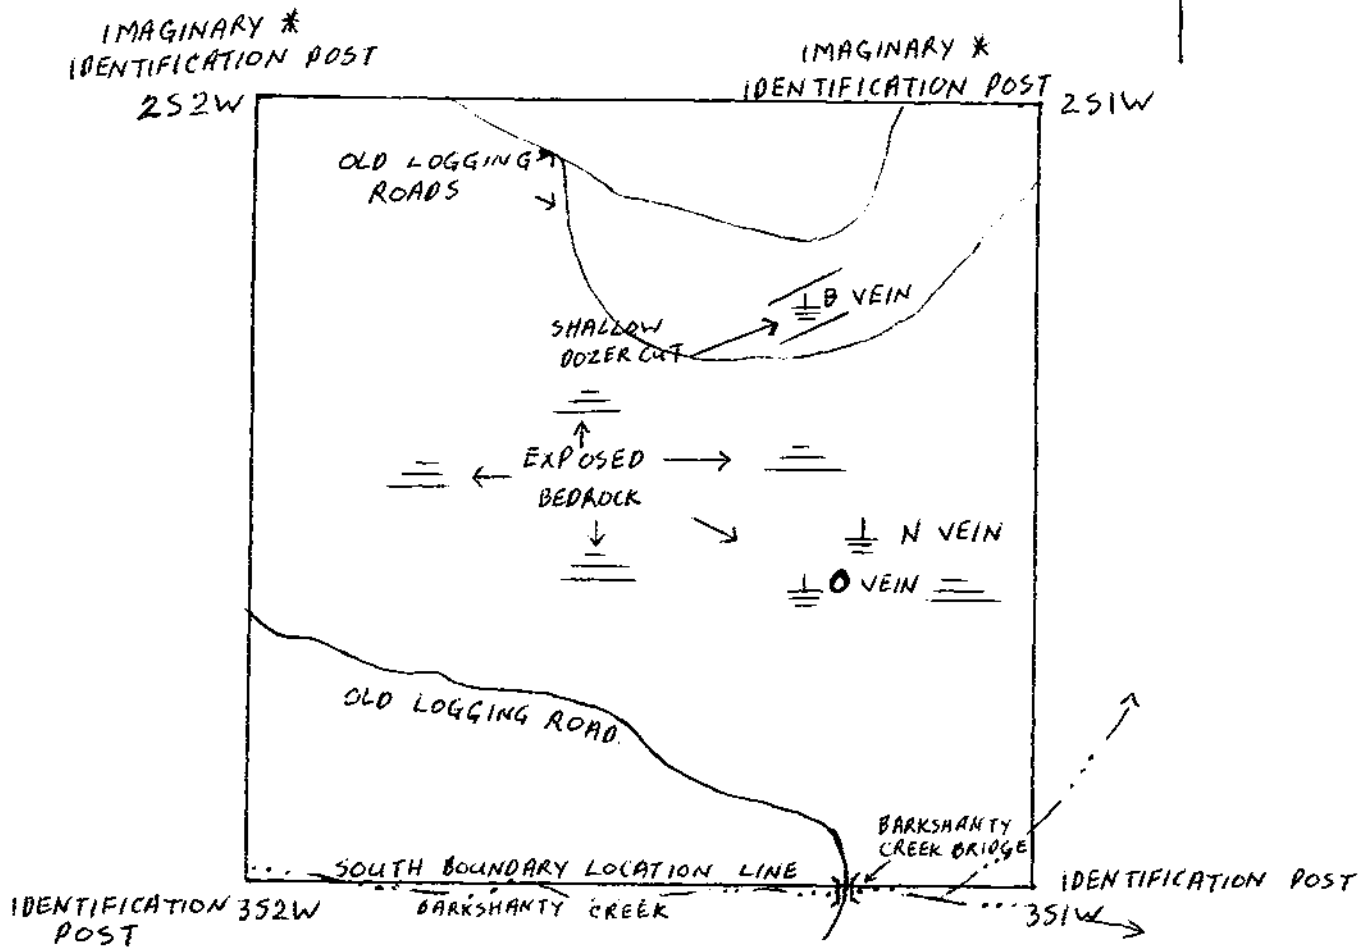 IMAGINARY *
IDENTIFICATION POST
2S2W
IMAGINARY *
IDENTIFICATION POST
2S1W
OLD LOGGING
ROADS
B VEIN
SHALLOW
DOZER CUT
EXPOSED
BEDROCK
N VEIN
O VEIN
OLD LOGGING ROAD
BARKSHANTY
CREEK BRIDGE
SOUTH BOUNDARY LOCATION LINE
BARKSHANTY CREEK
IDENTIFICATION
POST
3S2W
IDENTIFICATION POST
3S1W